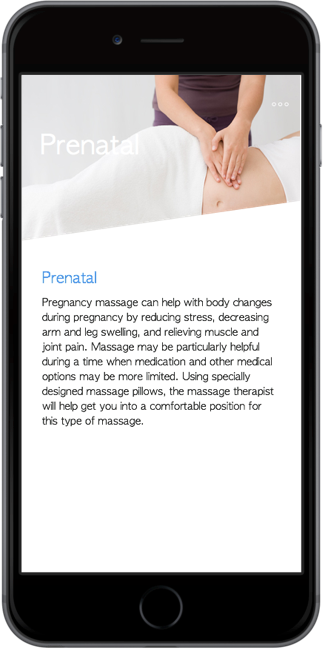 Prenatal
Prenatal
Pregnancy massage can help with body changes
during pregnancy by reducing stress, decreasing
arm and leg swelling, and relieving muscle and
joint pain. Massage may be particularly helpful
during a time when medication and other medical
options may be more limited. Using specially
designed massage pillows, the massage therapist
will help get you into a comfortable position for
this type of massage.